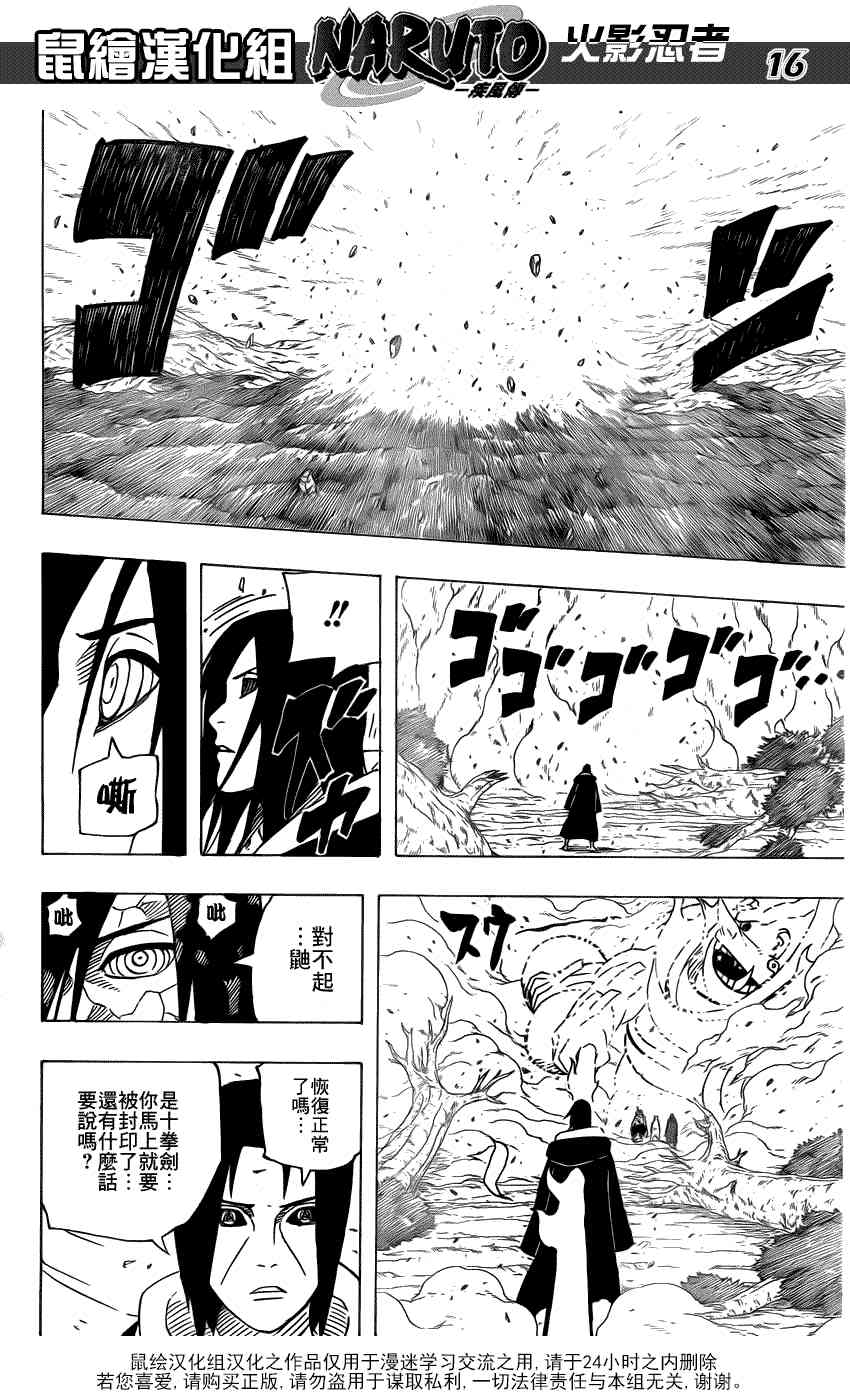 鼠繪漢化組
NARUTO
—疾風傳—
火影忍者
16
ゴゴッ
ゴゴゴゴゴ…
!!
ズズ
カ
嘶
スゥ
對不起
…鼬
呲
呲
恢復正常
了嗎…
是十拳劍…
你馬上就要
被封印了…
還有什麼話
要說嗎?
鼠绘汉化组汉化之作品仅用于漫迷学习交流之用, 请于24小时之内删除
若您喜爱, 请购买正版, 请勿盗用于谋取私利, 一切法律责任与本组无关, 谢谢。